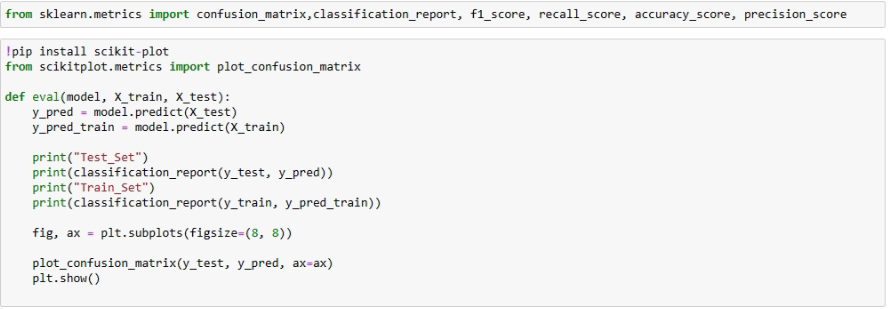 from sklearn.metrics import confusion_matrix,classification_report, f1_score, recall_score, accuracy_score, precision_score
!pip install scikit-plot
from scikitplot.metrics import plot_confusion_matrix
def eval(model, X_train, X_test):
    y_pred = model.predict(X_test)
    y_pred_train = model.predict(X_train)
    print("Test_Set")
    print(classification_report(y_test, y_pred))
    print("Train_Set")
    print(classification_report(y_train, y_pred_train))
    fig, ax = plt.subplots(figsize=(8, 8))
    plot_confusion_matrix(y_test, y_pred, ax=ax)
    plt.show()